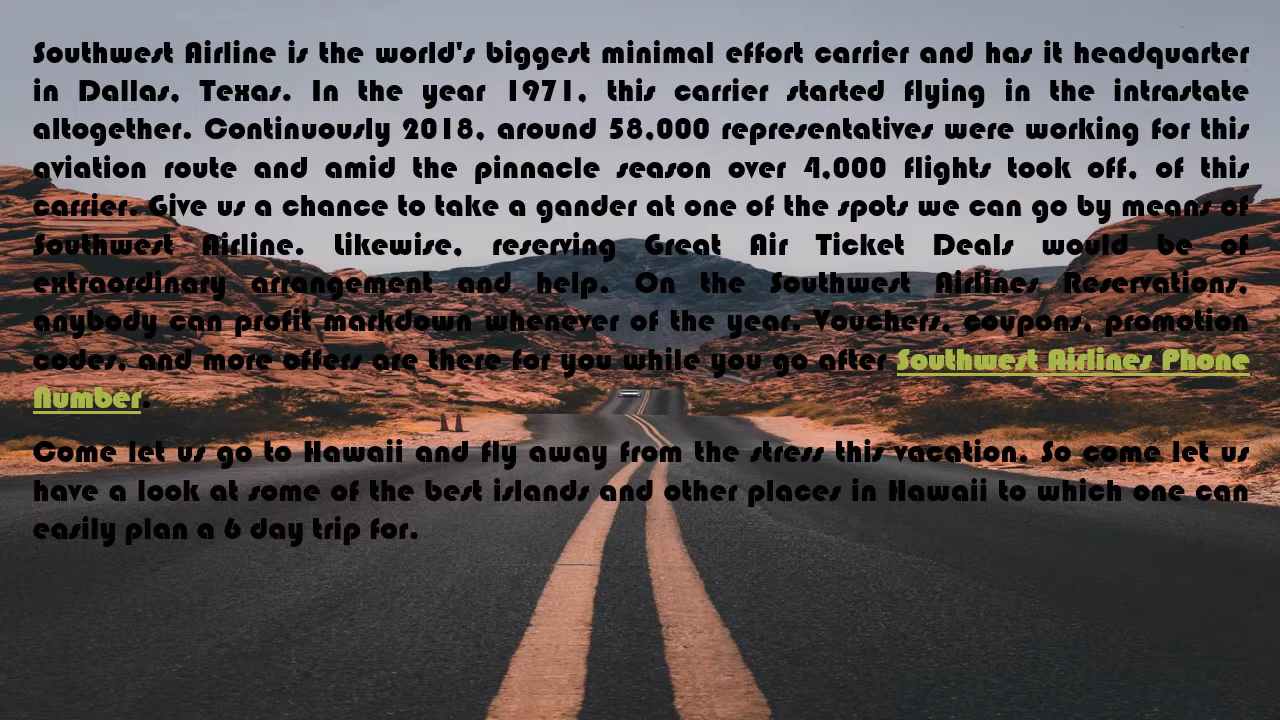 Southwest Airline is the world's biggest minimal effort carrier and has it headquarter
in Dallas, Texas. In the year 1971, this carrier started flying in the intrastate
altogether. Continuously 2018, around 58,000 representatives were working for this
aviation route and amid the pinnacle season over 4,000 flights took off, of this
carrier. Give us a chance to take a gander at one of the spots we can go by means of
Southwest Airline. Likewise, reserving Great Air Ticket Deals would be of
extraordinary arrangement and help. On the Southwest Airlines Reservations,
anybody can profit markdown whenever of the year. Vouchers, coupons, promotion
codes, and more offers are there for you while you go after Southwest Airlines Phone
Number.
Come let us go to Hawaii and fly away from the stress this vacation. So come let us
have a look at some of the best islands and other places in Hawaii to which one can
easily plan a 6 day trip for.